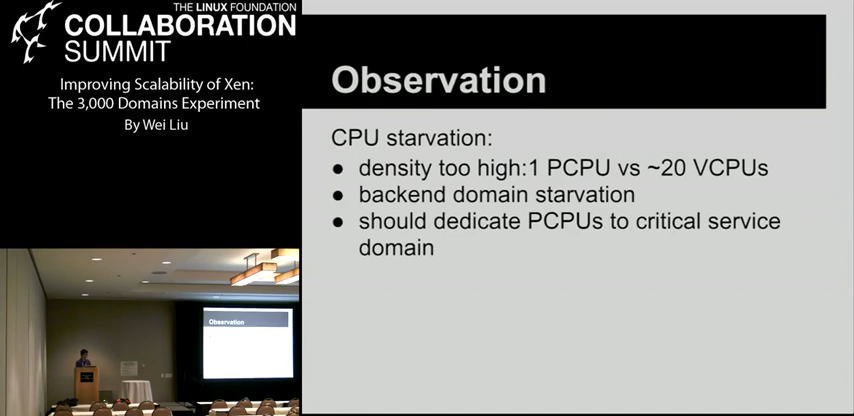 THE LINUX FOUNDATION
COLLABORATION
SUMMIT
Improving Scalability of Xen:
The 3,000 Domains Experiment
By Wei Liu
Observation
CPU starvation:
● density too high:1 PCPU vs ~20 VCPUs
● backend domain starvation
● should dedicate PCPUs to critical service
domain
Observation